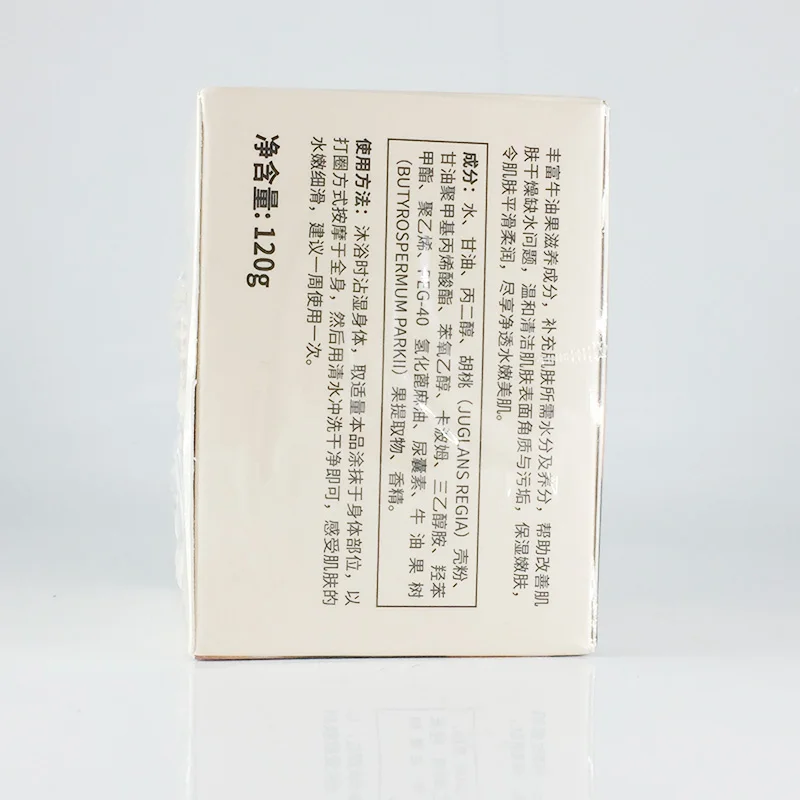 丰富牛油果滋养成分，补充肌肤所需水分及养分，帮助改善肌
肤干燥缺水问题，温和清洁肌肤表面角质与污垢，保湿嫩肤，
令肌肤平滑柔润，尽享净透水嫩美肌。
成分：水、甘油、丙二醇、胡桃（JUGLANS REGIA）壳粉、
甘油聚甲基丙烯酸酯、苯氧乙醇、卡波姆、三乙醇胺、羟苯
甲酯、聚乙烯、PEG-40 氢化蓖麻油、尿囊素、牛油果树
（BUTYROSPERMUM PARKII）果提取物、香精。
使用方法：沐浴时沾湿身体，取适量本品涂抹于身体部位，以
打圈方式按摩于全身，然后用清水冲洗干净即可，感受肌肤的
水嫩细滑，建议一周使用一次。
净含量：120g